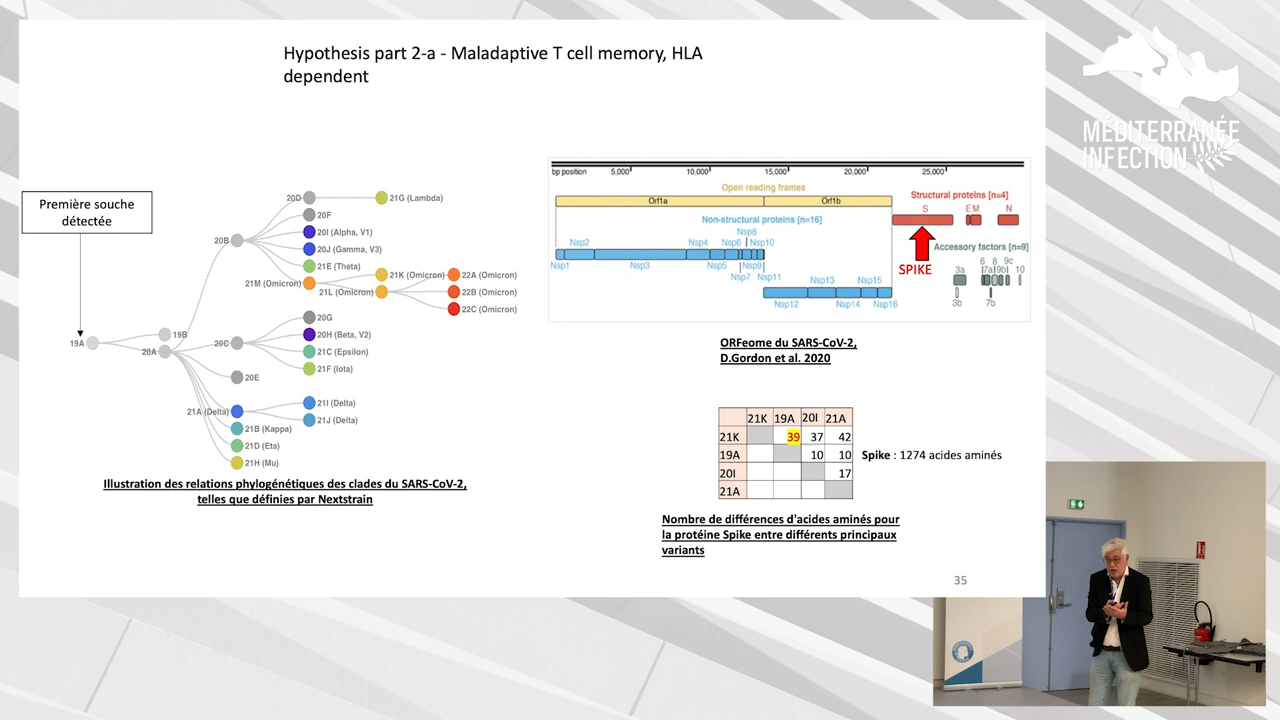 Hypothesis part 2-a - Maladaptive T cell memory, HLA
dependent
MÉDITERRANÉE
INFECTION
Première souche
détectée
20D
21G (Lambda)
20F
20I (Alpha, V1)
20B
20J (Gamma, V3)
21E (Theta)
21K (Omicron)
22A (Omicron)
21M (Omicron)
21L (Omicron)
22B (Omicron)
22C (Omicron)
20G
19B
20H (Beta, V2)
19A
20A
20C
21C (Epsilon)
21F (Iota)
20E
21I (Delta)
21A (Delta)
21J (Delta)
21B (Kappa)
21D (Eta)
21H (Mu)
Illustration des relations phylogénétiques des clades du SARS-CoV-2,
telles que définies par Nextstrain
bp position 5,000 10,000 15,000 20,000 25,000
Open reading frames
Orf1a Orf1b
Structural proteins [n=4]
S E M N
Non-structural proteins [n=16]
Nsp8
Nsp2 Nsp4 Nsp6 Nsp10
Nsp1 Nsp3 Nsp5 Nsp9
Nsp7 Nsp11
Nsp13 Nsp15
Nsp12 Nsp14 Nsp16
SPIKE
Accessory factors [n=9]
6 8 9c
3a 7a 9b 10
3b 7b
ORFeome du SARS-CoV-2,
D.Gordon et al. 2020
21K 19A 20I 21A
21K 39 37 42
19A 10 10
20I 17
21A
Spike : 1274 acides aminés
Nombre de différences d'acides aminés pour
la protéine Spike entre différents principaux
variants
35